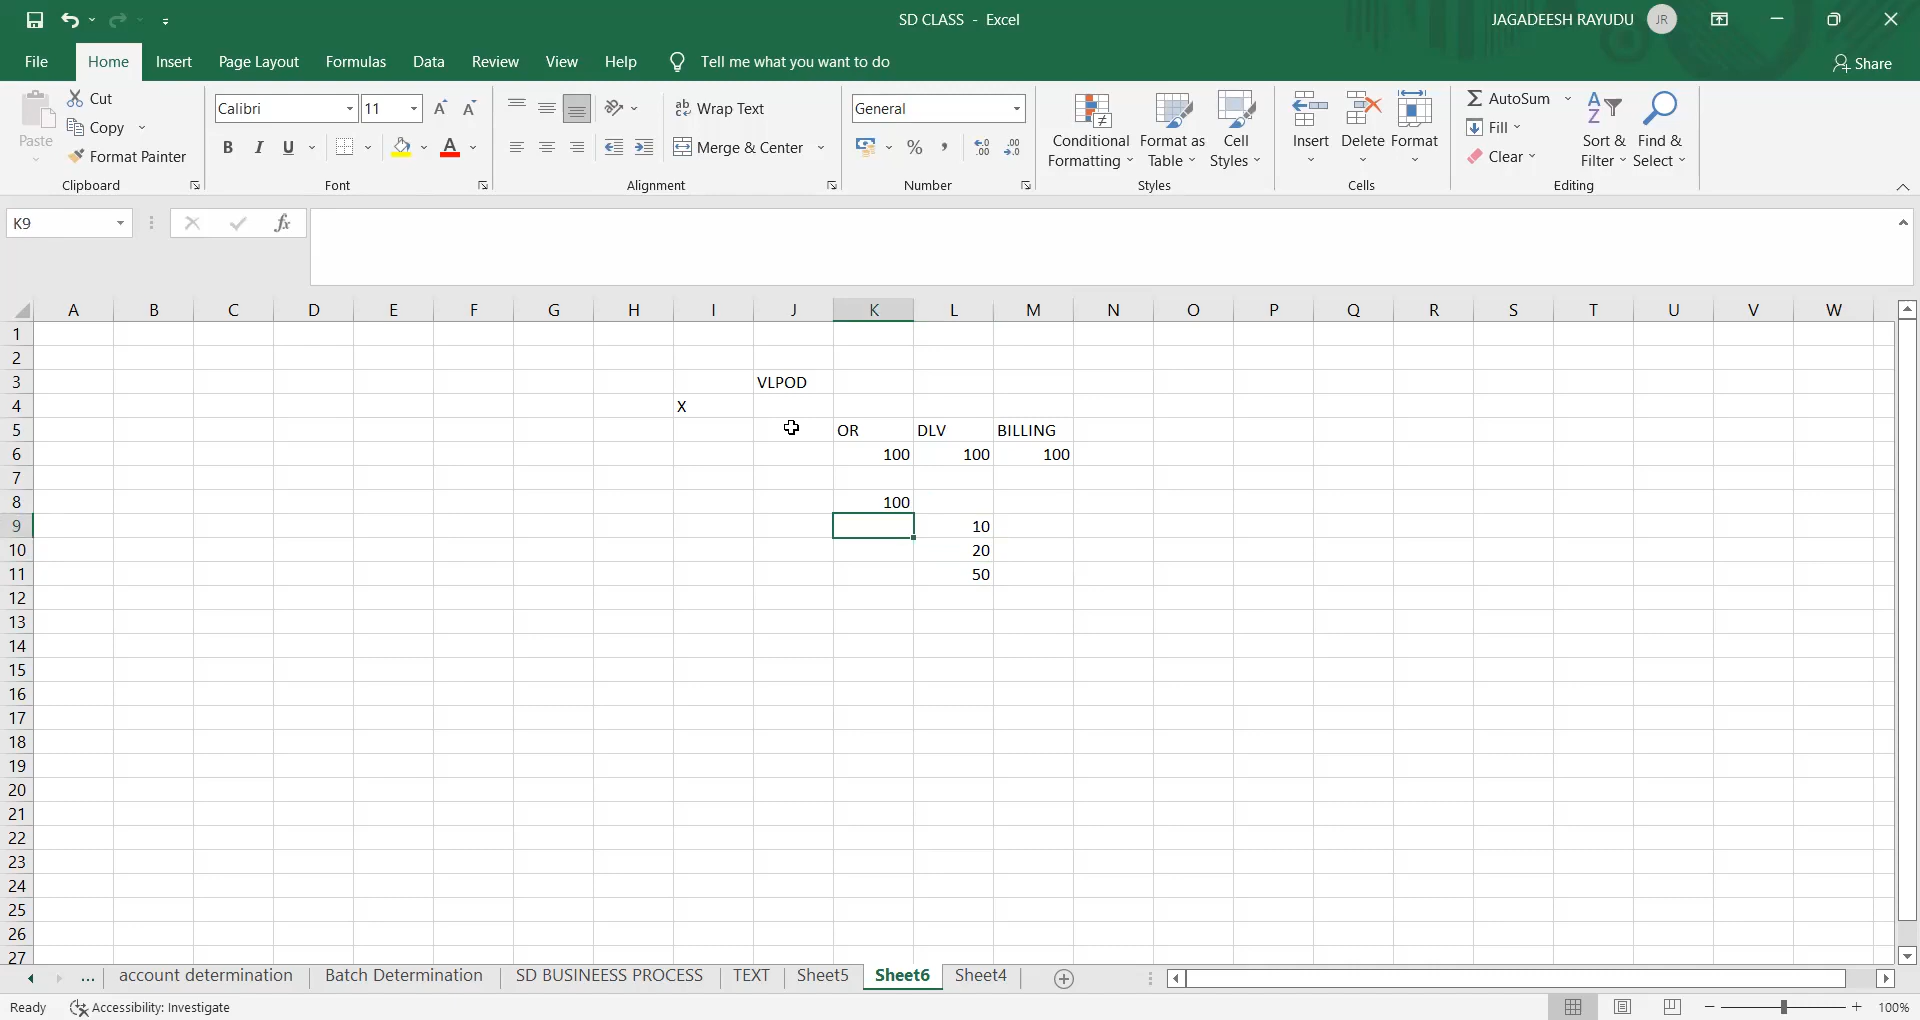 SD CLASS - Excel
JAGADEESH RAYUDU JR
File Home Insert Page Layout Formulas Data Review View Help Tell me what you want to do Share
Paste
Cut
Copy
Format Painter
Clipboard
Calibri 11
A A
B I U A
Font
ab Wrap Text
Merge & Center
Alignment
General
% , .00 .00
Number
Conditional Formatting
Format as Table
Cell Styles
Styles
Insert Delete Format
Cells
AutoSum
Fill
Clear
Sort & Filter
Find & Select
Editing
K9 fx
A B C D E F G H I J K L M N O P Q R S T U V W
1
2
3 VLPOD
4 X
5 OR DLV BILLING
6 100 100 100
7
8 100
9 10
10 20
11 50
12
13
14
15
16
17
18
19
20
21
22
23
24
25
26
27
... account determination Batch Determination SD BUSINEESS PROCESS TEXT Sheet5 Sheet6 Sheet4
Ready Accessibility: Investigate 100%